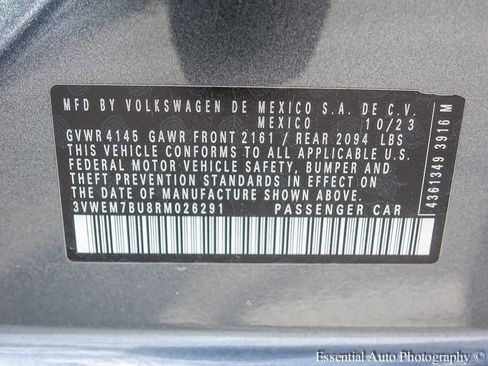 MFD BY VOLKSWAGEN DE MEXICO S.A. DE C.V.
MEXICO 10/23
GVWR 4145 GAWR FRONT 2161 / REAR 2094 LBS
THIS VEHICLE CONFORMS TO ALL APPLICABLE U.S.
FEDERAL MOTOR VEHICLE SAFETY, BUMPER AND
THEFT PREVENTION STANDARDS IN EFFECT ON THE
DATE OF MANUFACTURE SHOWN ABOVE.
3VWEM7BU8RM026291 PASSENGER CAR
4361349 3916 M
Essential Auto Photography ©